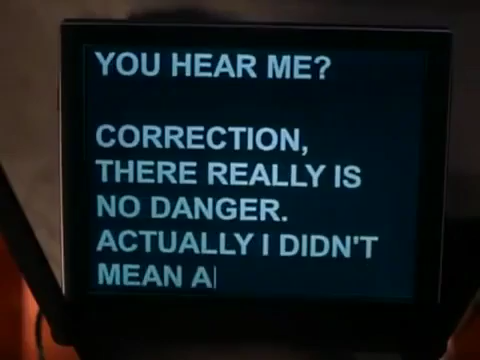 YOU HEAR ME?
CORRECTION,
THERE REALLY IS
NO DANGER.
ACTUALLY I DIDN'T
MEAN A